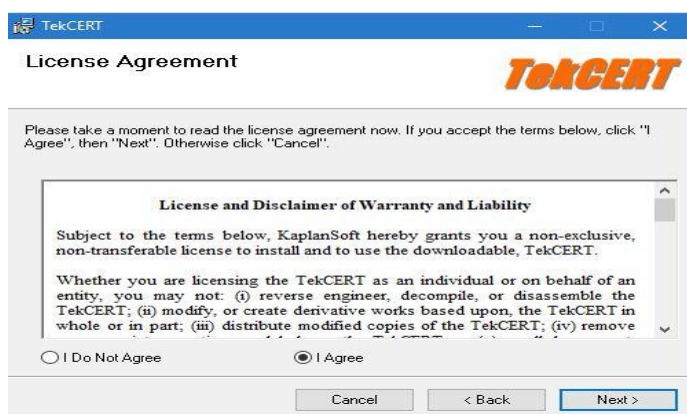 TekCERT
License Agreement
TekCERT
Please take a moment to read the license agreement now. If you accept the terms below, click "I
Agree", then "Next". Otherwise click "Cancel".
License and Disclaimer of Warranty and Liability
Subject to the terms below, KaplanSoft hereby grants you a non-exclusive,
non-transferable license to install and to use the downloadable, TekCERT.
Whether you are licensing the TekCERT as an individual or on behalf of an
entity, you may not: (i) reverse engineer, decompile, or disassemble the
TekCERT; (ii) modify, or create derivative works based upon, the TekCERT in
whole or in part; (iii) distribute modified copies of the TekCERT; (iv) remove
I Do Not Agree
I Agree
Cancel
< Back
Next >